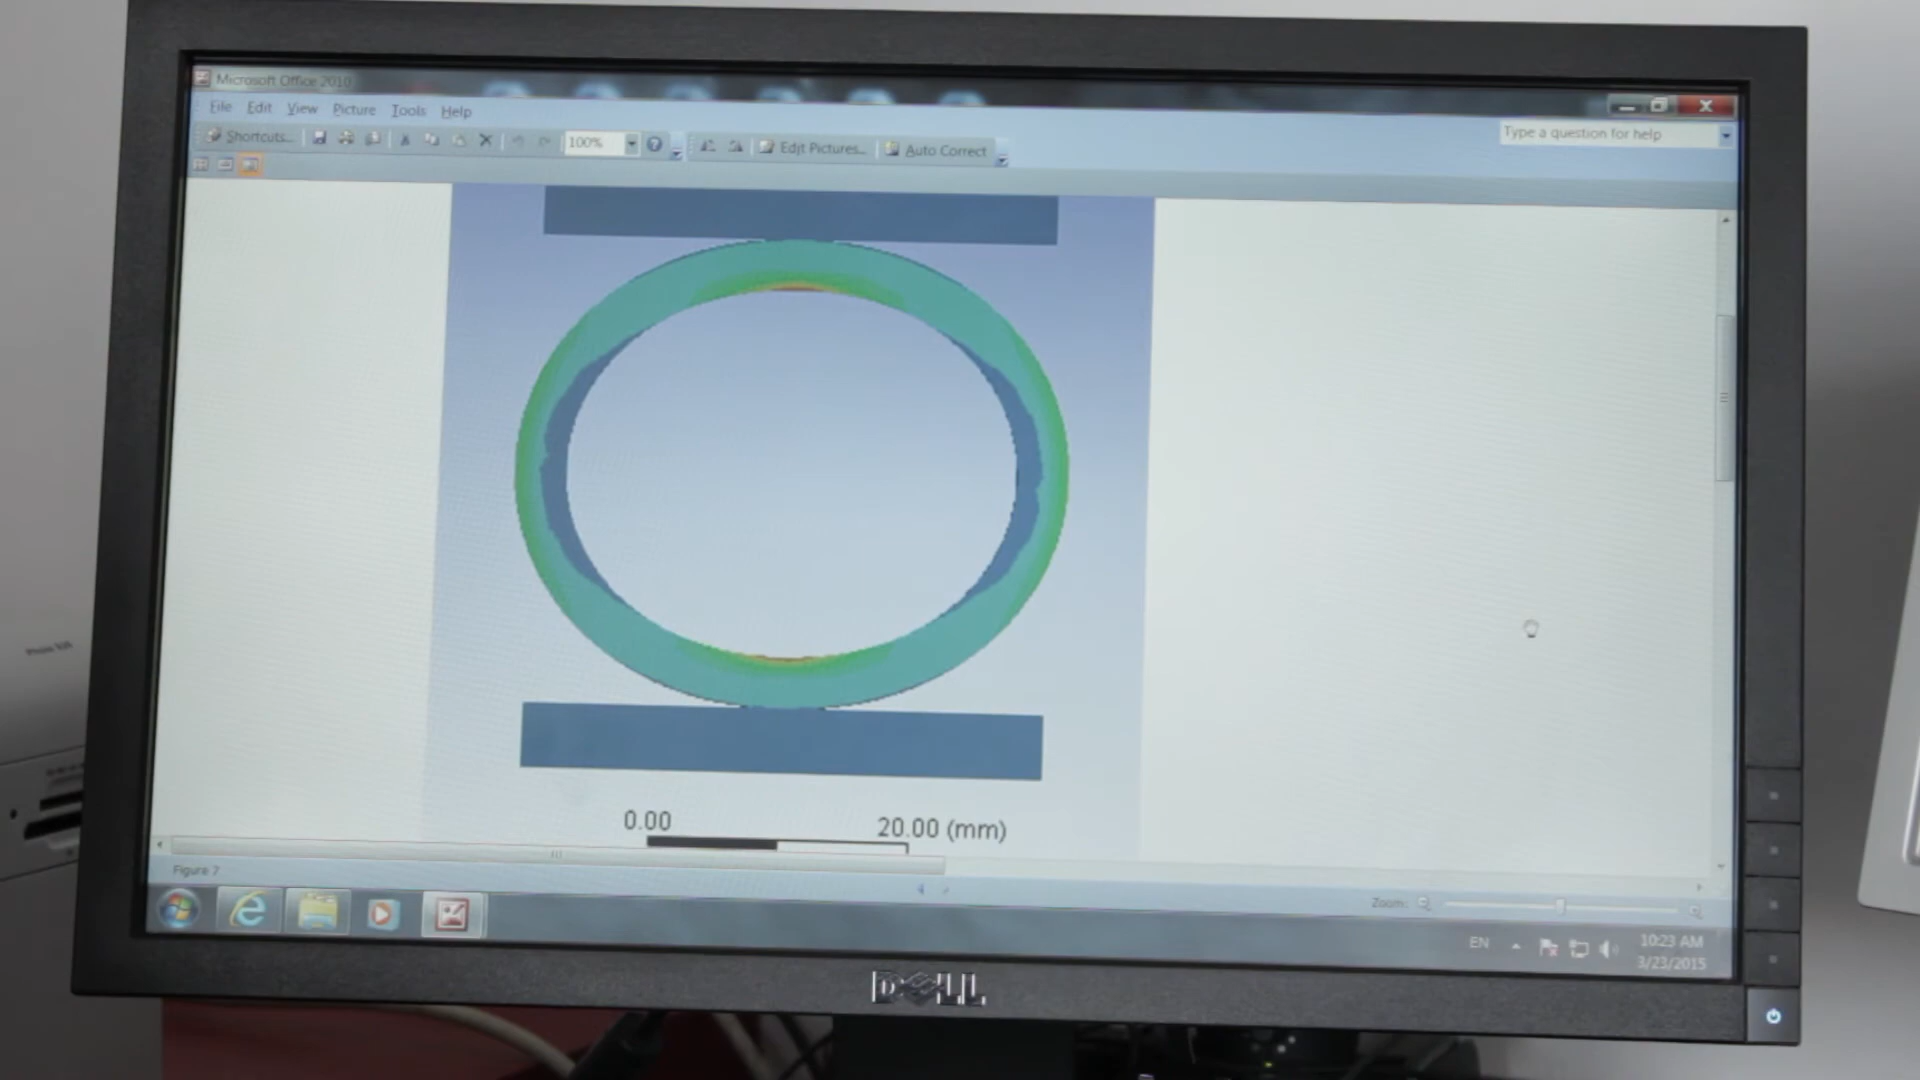 Microsoft Office 2010
File Edit View Picture Tools Help
Type a question for help
Shortcuts... 100% Edit Pictures... Auto Correct
0.00 20.00 (mm)
Figure 7
Zoom:
EN 10:23 AM
3/23/2015
DELL